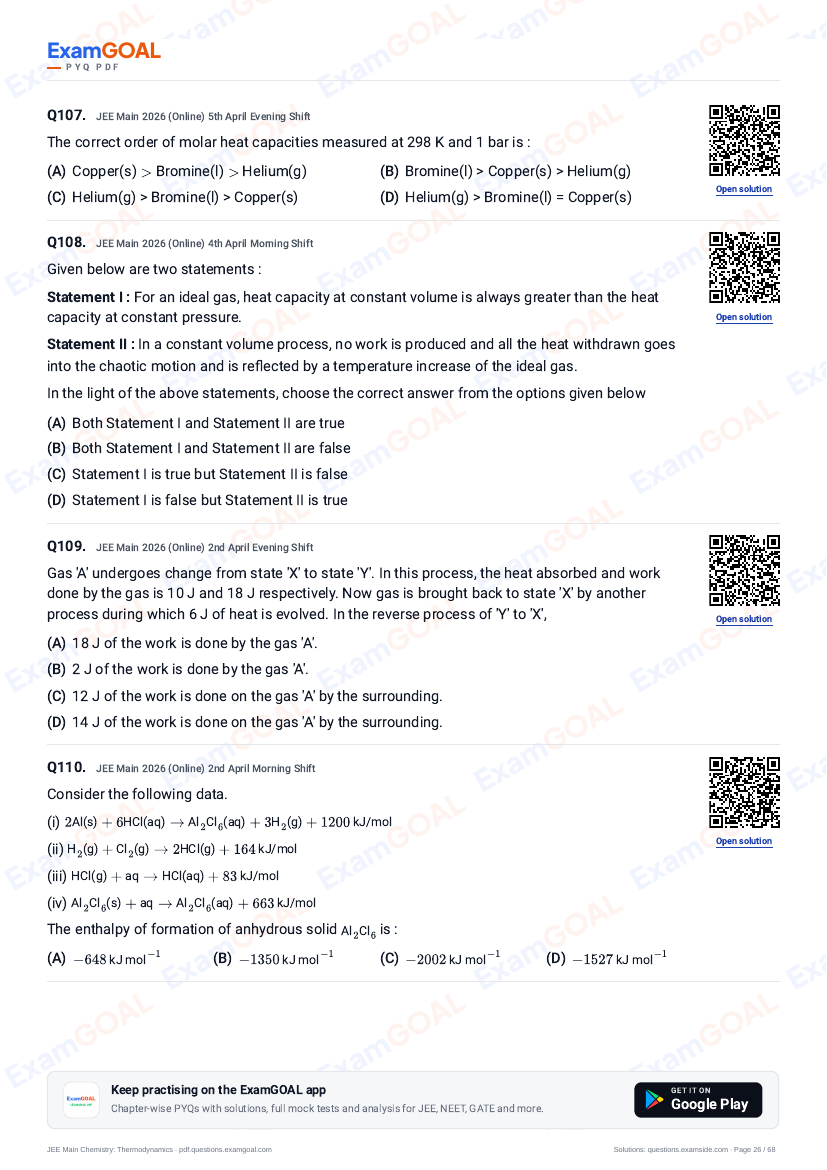 ExamGOAL
PYQ PDF
Q107. JEE Main 2026 (Online) 5th April Evening Shift
The correct order of molar heat capacities measured at 298 K and 1 bar is :
(A) Copper(s) > Bromine(l) > Helium(g) (B) Bromine(l) > Copper(s) > Helium(g)
(C) Helium(g) > Bromine(l) > Copper(s) (D) Helium(g) > Bromine(l) = Copper(s)
Open solution
Q108. JEE Main 2026 (Online) 4th April Morning Shift
Given below are two statements :
Statement I : For an ideal gas, heat capacity at constant volume is always greater than the heat
capacity at constant pressure.
Statement II : In a constant volume process, no work is produced and all the heat withdrawn goes
into the chaotic motion and is reflected by a temperature increase of the ideal gas.
In the light of the above statements, choose the correct answer from the options given below
(A) Both Statement I and Statement II are true
(B) Both Statement I and Statement II are false
(C) Statement I is true but Statement II is false
(D) Statement I is false but Statement II is true
Open solution
Q109. JEE Main 2026 (Online) 2nd April Evening Shift
Gas 'A' undergoes change from state 'X' to state 'Y'. In this process, the heat absorbed and work
done by the gas is 10 J and 18 J respectively. Now gas is brought back to state 'X' by another
process during which 6 J of heat is evolved. In the reverse process of 'Y' to 'X',
(A) 18 J of the work is done by the gas 'A'.
(B) 2 J of the work is done by the gas 'A'.
(C) 12 J of the work is done on the gas 'A' by the surrounding.
(D) 14 J of the work is done on the gas 'A' by the surrounding.
Open solution
Q110. JEE Main 2026 (Online) 2nd April Morning Shift
Consider the following data.
(i) 2Al(s) + 6HCl(aq) → Al₂Cl₆(aq) + 3H₂(g) + 1200 kJ/mol
(ii) H₂(g) + Cl₂(g) → 2HCl(g) + 164 kJ/mol
(iii) HCl(g) + aq → HCl(aq) + 83 kJ/mol
(iv) Al₂Cl₆(s) + aq → Al₂Cl₆(aq) + 663 kJ/mol
The enthalpy of formation of anhydrous solid Al₂Cl₆ is :
(A) −648 kJ mol⁻¹ (B) −1350 kJ mol⁻¹ (C) −2002 kJ mol⁻¹ (D) −1527 kJ mol⁻¹
Open solution
ExamGOAL
Keep practising on the ExamGOAL app
Chapter-wise PYQs with solutions, full mock tests and analysis for JEE, NEET, GATE and more.
GET IT ON
Google Play
JEE Main Chemistry: Thermodynamics · pdf.questions.examgoal.com
Solutions: questions.examside.com · Page 26 / 68